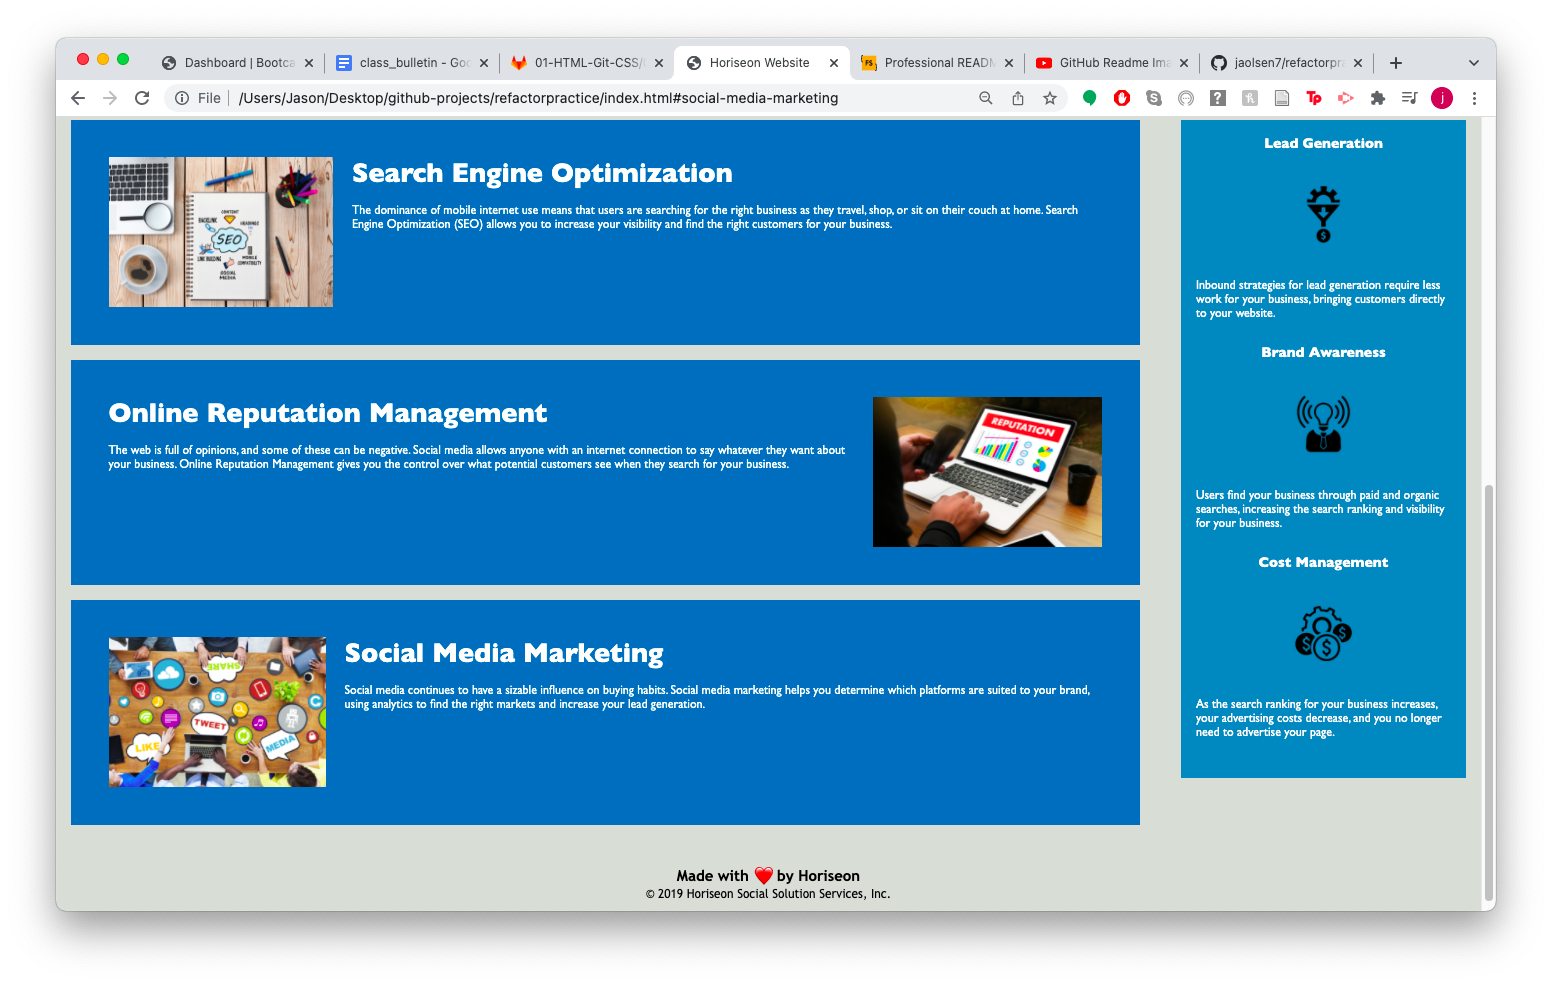 Dashboard | Bootca
class_bulletin - Goo
01-HTML-Git-CSS/
Horiseon Website
Professional READM
GitHub Readme Ima
jaolsen7/refactorpra
File
/Users/Jason/Desktop/github-projects/refactorpractice/index.html#social-media-marketing
Tp
j
Search Engine Optimization
The dominance of mobile internet use means that users are searching for the right business as they travel, shop, or sit on their couch at home. Search
Engine Optimization (SEO) allows you to increase your visibility and find the right customers for your business.
CONTENT
BACKLINK
HEADINGS
SEO
LINK BUILDING
MOBILE
COMPATIBILITY
SOCIAL
MEDIA
Online Reputation Management
The web is full of opinions, and some of these can be negative. Social media allows anyone with an internet connection to say whatever they want about
your business. Online Reputation Management gives you the control over what potential customers see when they search for your business.
REPUTATION
Social Media Marketing
Social media continues to have a sizable influence on buying habits. Social media marketing helps you determine which platforms are suited to your brand,
using analytics to find the right markets and increase your lead generation.
SHARE
TWEET
LIKE
MEDIA
Lead Generation
Inbound strategies for lead generation require less
work for your business, bringing customers directly
to your website.
Brand Awareness
Users find your business through paid and organic
searches, increasing the search ranking and visibility
for your business.
Cost Management
As the search ranking for your business increases,
your advertising costs decrease, and you no longer
need to advertise your page.
Made with ❤️ by Horiseon
© 2019 Horiseon Social Solution Services, Inc.